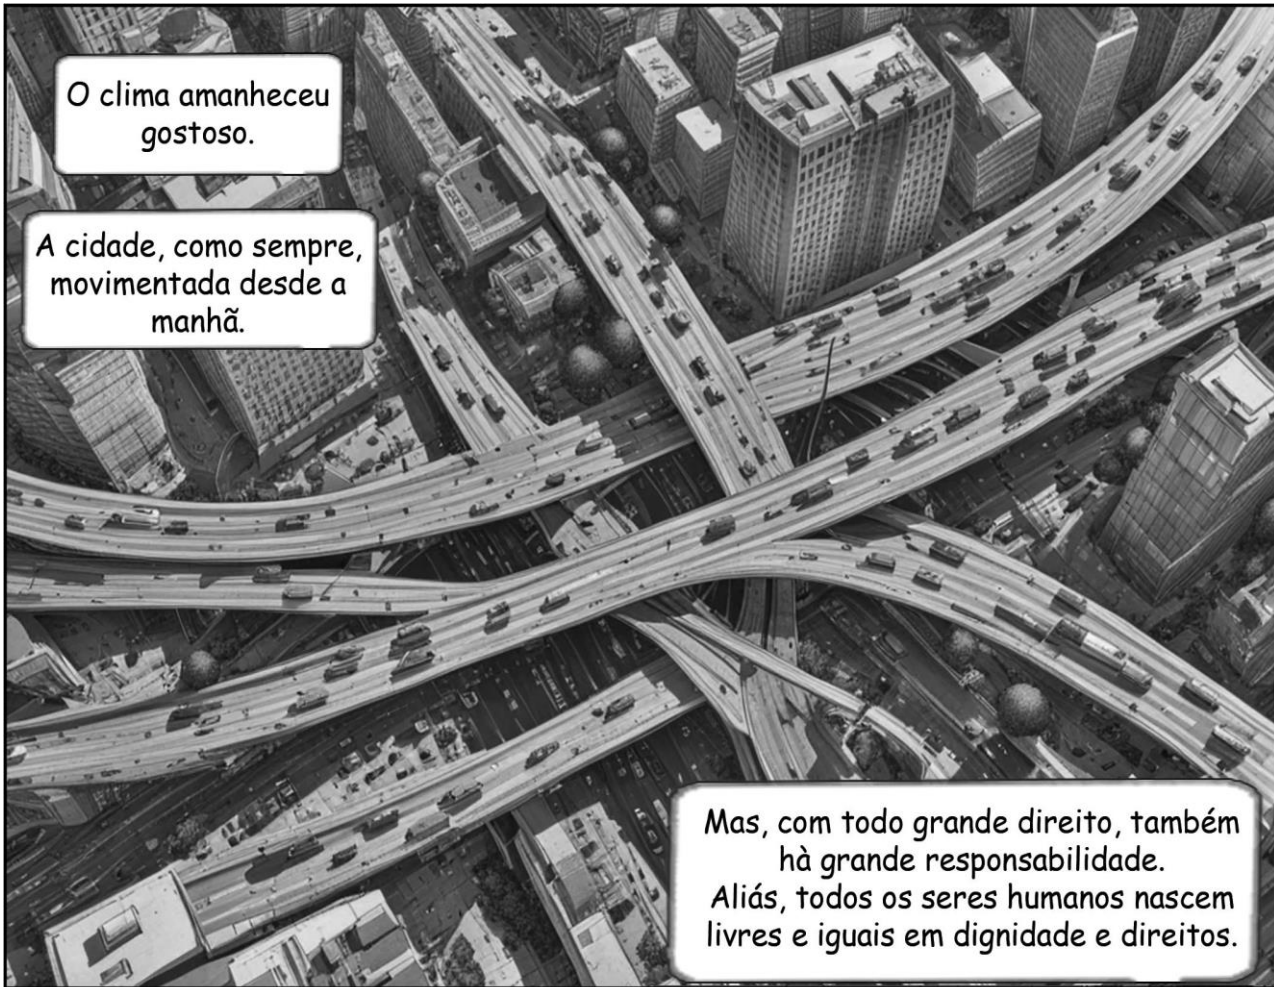 O clima amanheceu
gostoso.
A cidade, como sempre,
movimentada desde a
manhã.
Mas, com todo grande direito, também
hà grande responsabilidade.
Aliás, todos os seres humanos nascem
livres e iguais em dignidade e direitos.